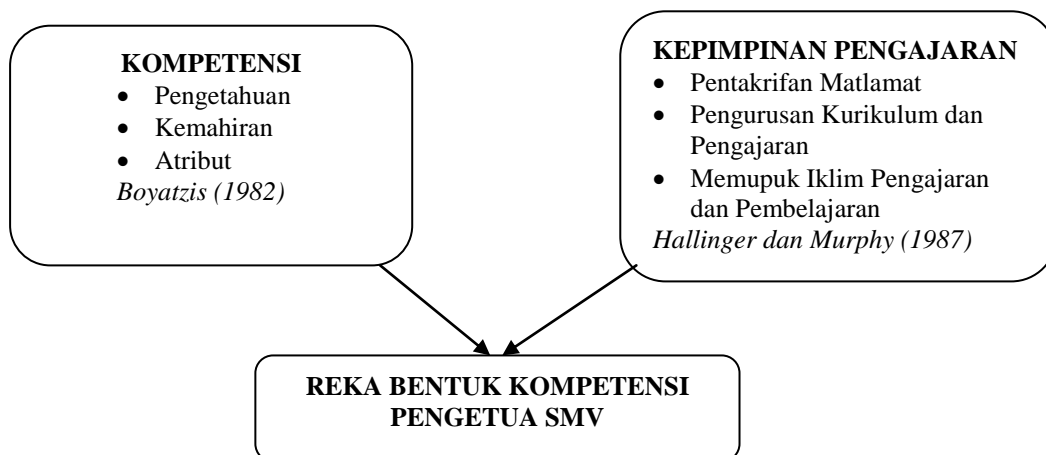 KOMPETENSI
• Pengetahuan
• Kemahiran
• Atribut
Boyatzis (1982)
KEPIMPINAN PENGAJARAN
• Pentakrifan Matlamat
• Pengurusan Kurikulum dan
Pengajaran
• Memupuk Iklim Pengajaran
dan Pembelajaran
Hallinger dan Murphy (1987)
REKA BENTUK KOMPETENSI
PENGETUA SMV